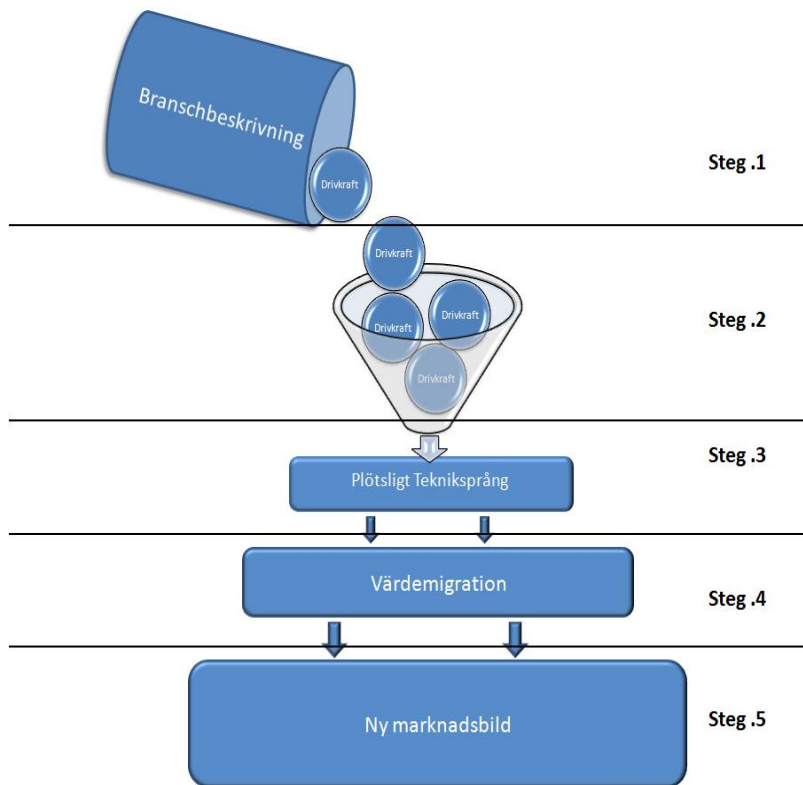 Branschbeskrivning
Steg .1
Drivkraft
Drivkraft
Drivkraft
Drivkraft
Steg .2
Drivkraft
Steg .3
Plötsligt Tekniksprång
Värdemigration
Steg .4
Ny marknadsbild
Steg .5